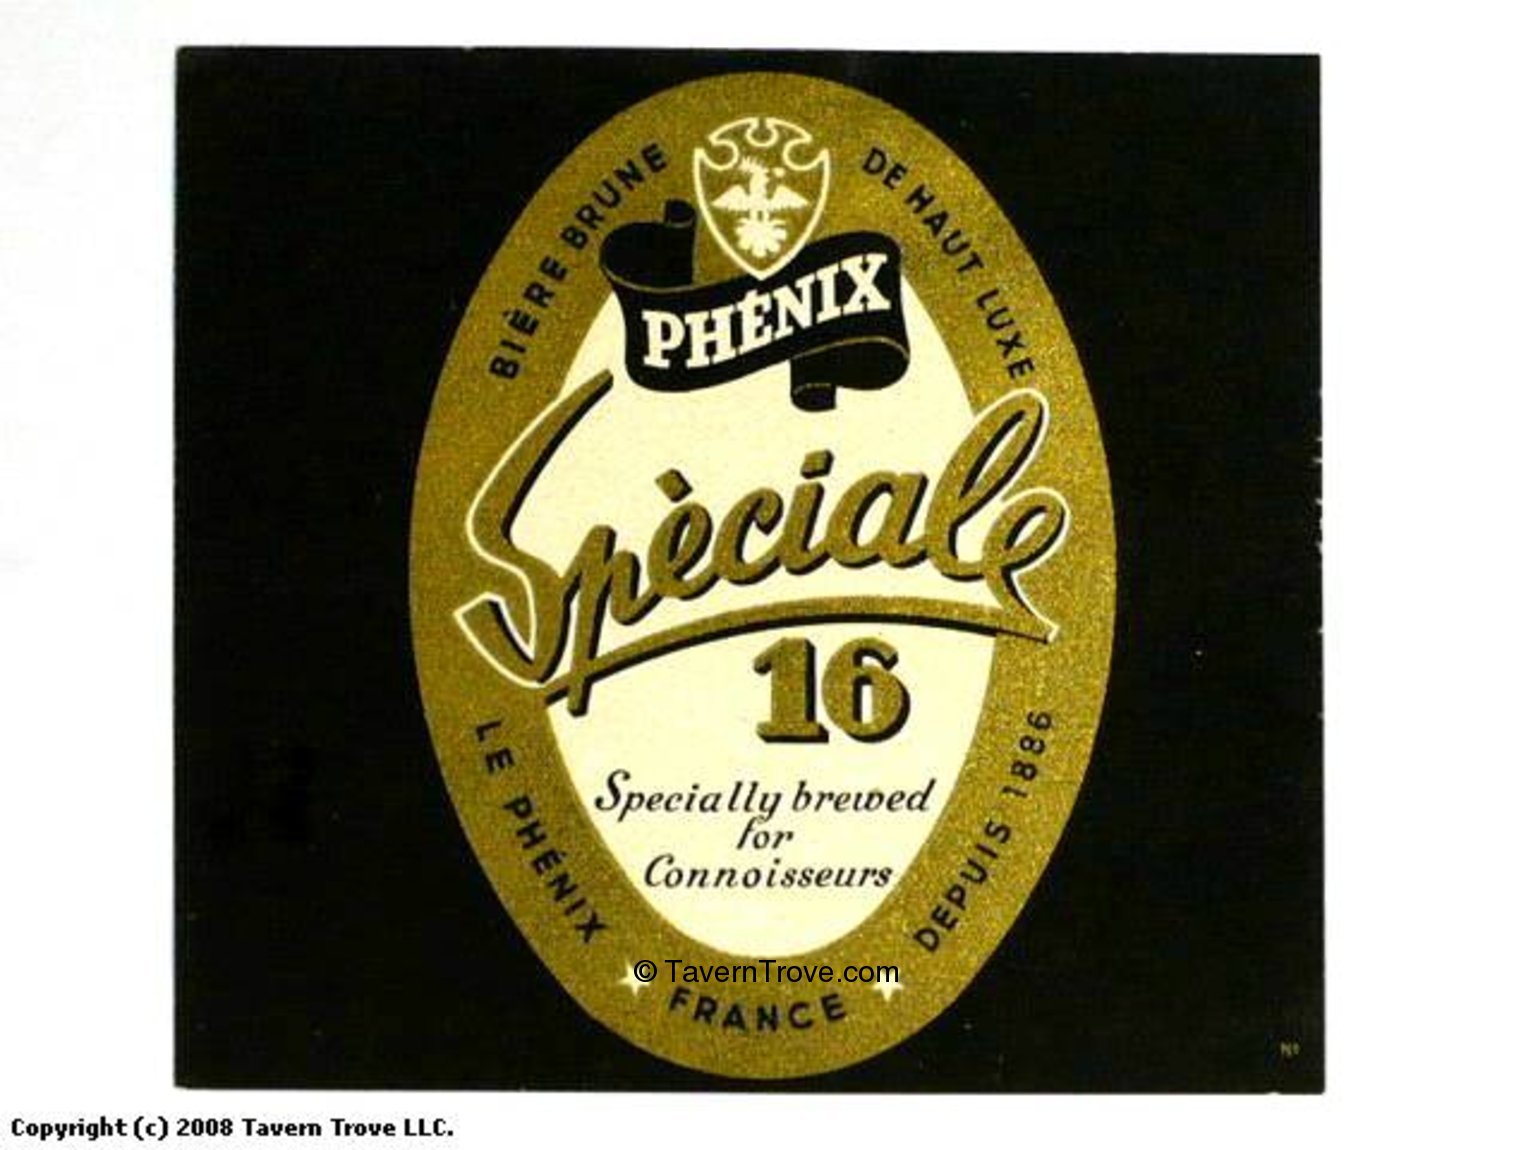 BIÈRE BRUNE
DE HAUT LUXE
PHÉNIX
Spèciale
16
Specially brewed
for
Connoisseurs
LE PHÉNIX
DEPUIS 1886
© TavernTrove.com
FRANCE
Nº
Copyright (c) 2008 Tavern Trove LLC.